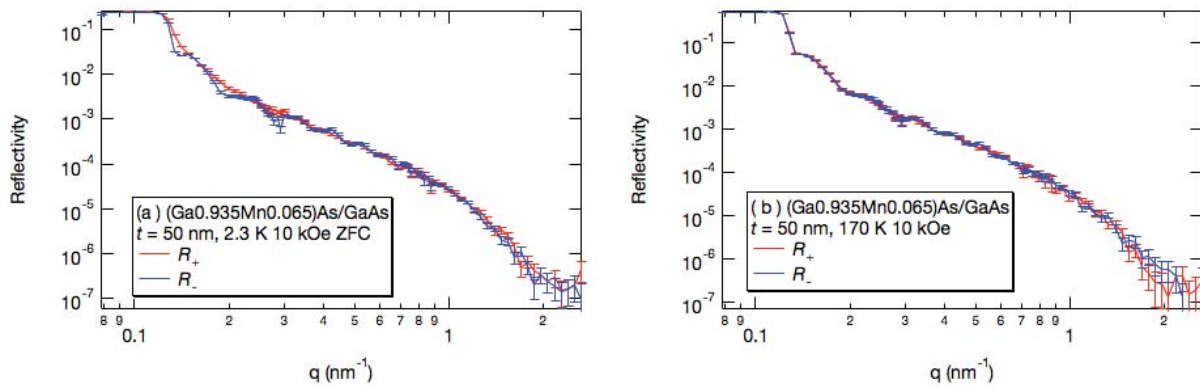 Reflectivity
10-1
10-2
10-3
10-4
10-5
10-6
10-7
(a ) (Ga0.935Mn0.065)As/GaAs
t = 50 nm, 2.3 K 10 kOe ZFC
R+
R-
8 9 2 3 4 5 6 7 8 9 2
0.1 1
q (nm-1)
Reflectivity
10-1
10-2
10-3
10-4
10-5
10-6
10-7
( b ) (Ga0.935Mn0.065)As/GaAs
t = 50 nm, 170 K 10 kOe
R+
R-
8 9 2 3 4 5 6 7 8 9 2
0.1 1
q (nm-1)